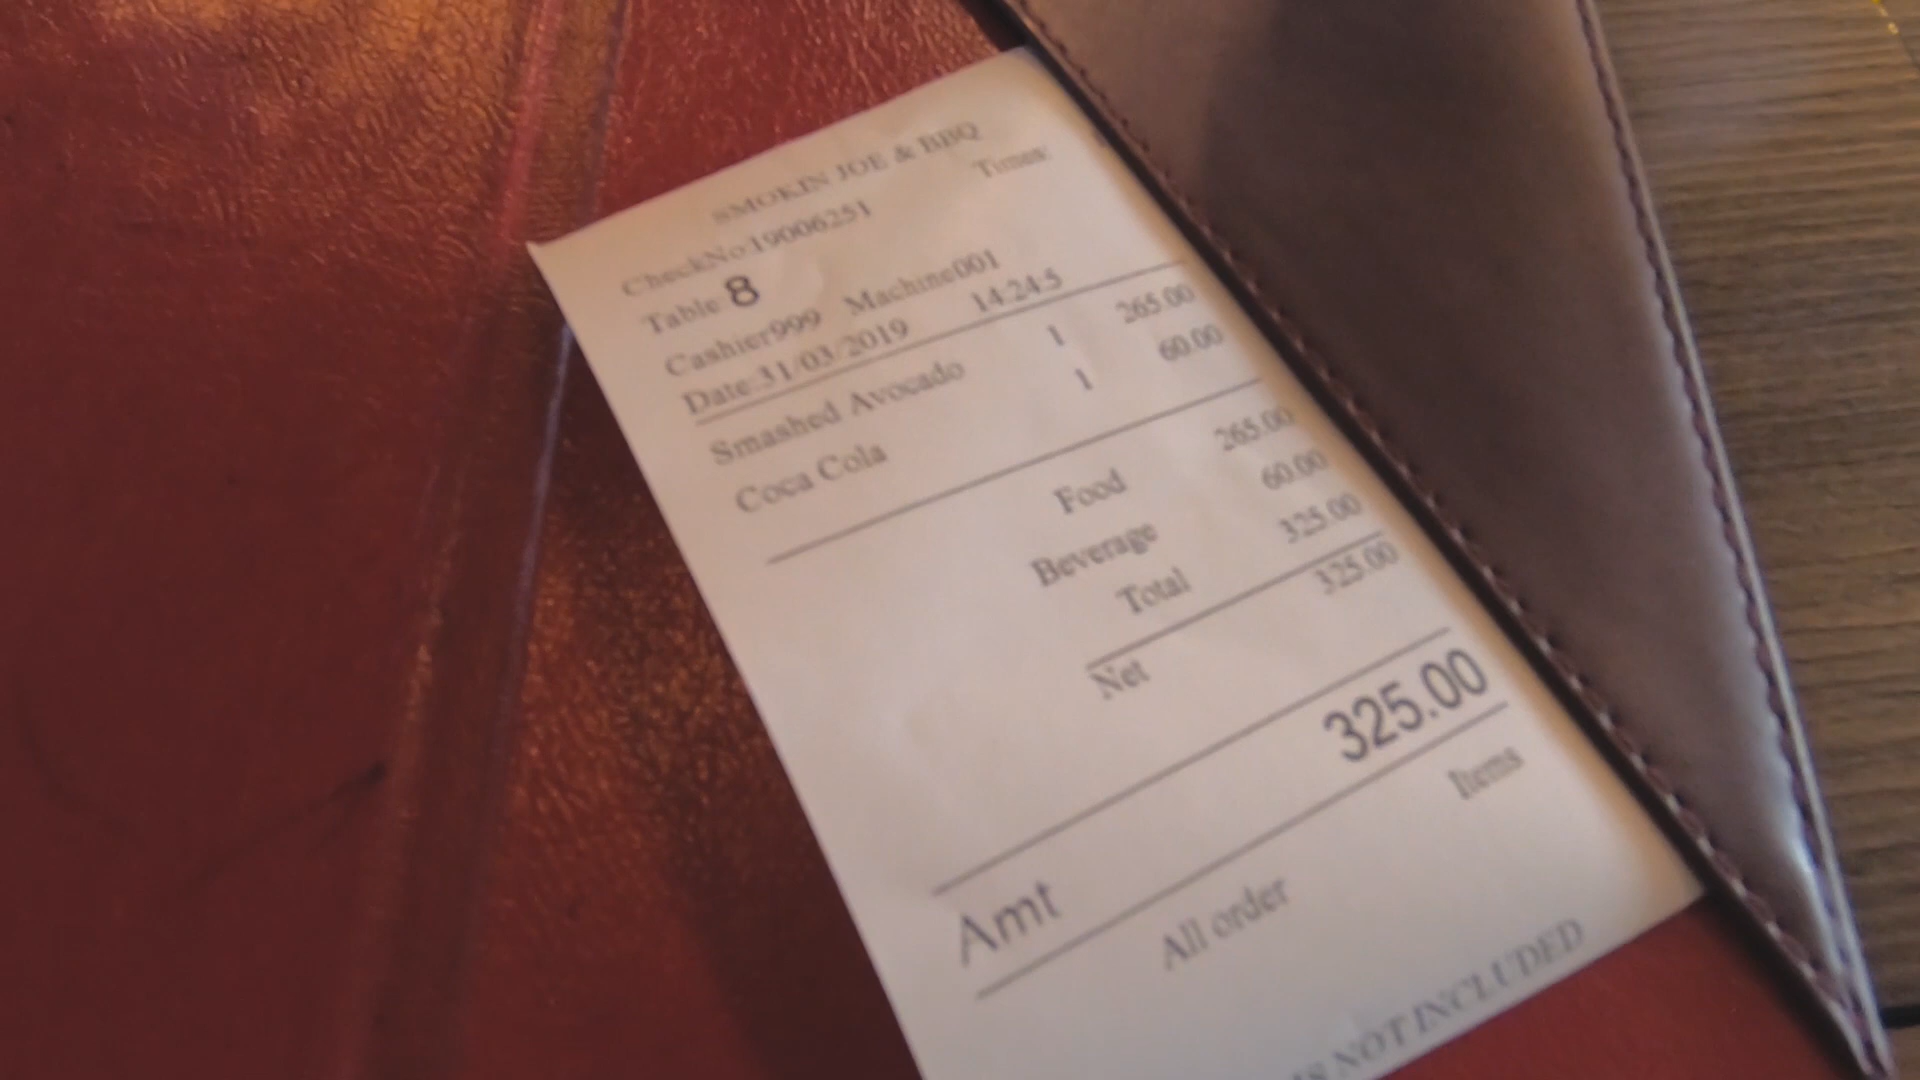 SMOKIN JOE & BBQ
Times:
CheckNo:19006251
Table 8
Cashier999 Machine001
Date:31/03/2019 14:24:5
Smashed Avocado 1 265.00
Coca Cola 1 60.00
Food 265.00
Beverage 60.00
Total 325.00
Net 325.00
Amt 325.00
All order Items
NOT INCLUDED